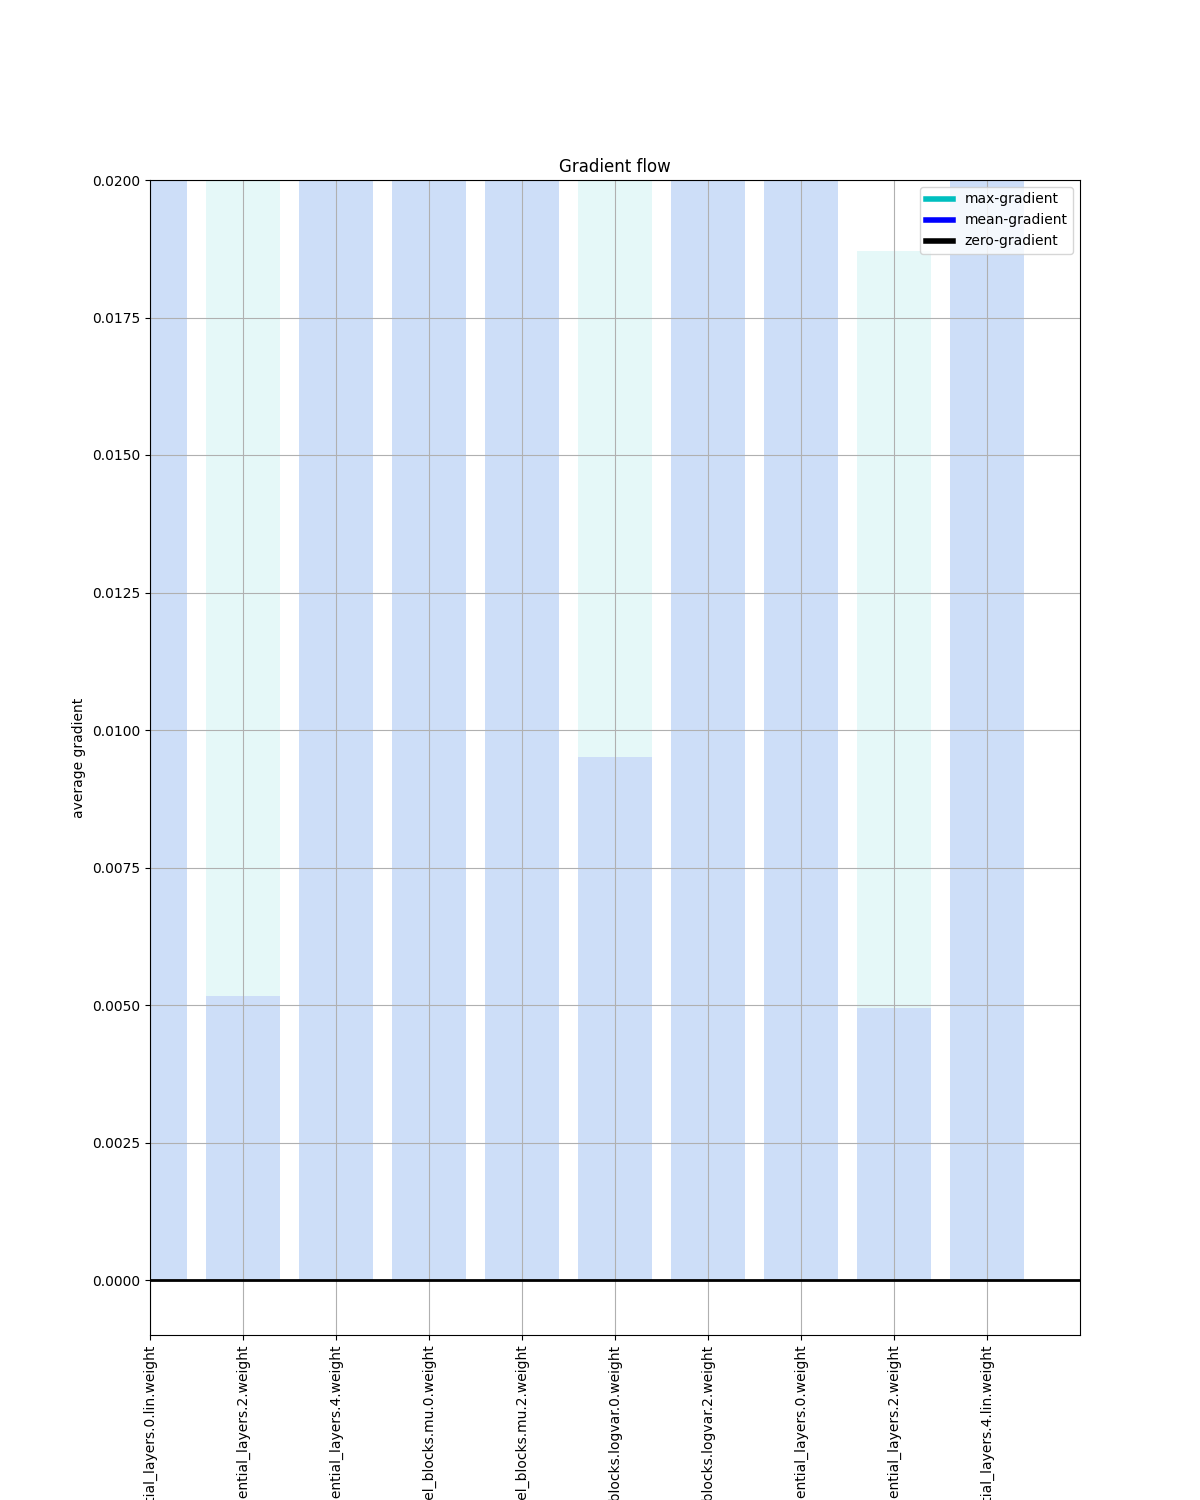 Gradient flow
0.0200
0.0175
0.0150
0.0125
0.0100
0.0075
0.0050
0.0025
0.0000
average gradient
max-gradient
mean-gradient
zero-gradient
tial_layers.0.lin.weight
ential_layers.2.weight
ential_layers.4.weight
el_blocks.mu.0.weight
el_blocks.mu.2.weight
blocks.logvar.0.weight
blocks.logvar.2.weight
ential_layers.0.weight
ential_layers.2.weight
tial_layers.4.lin.weight